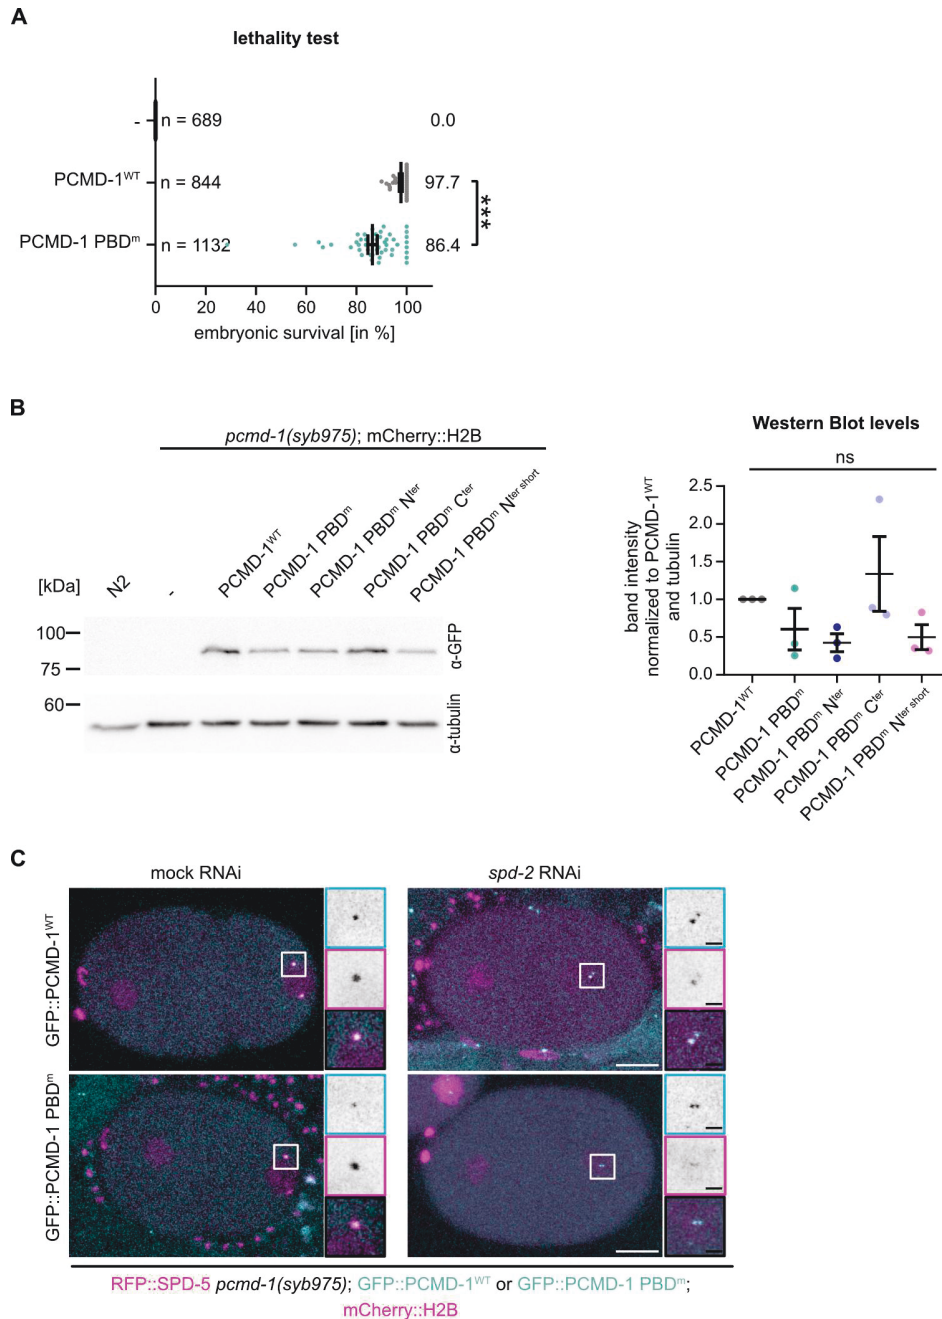 A
lethality test
- n = 689 0.0
PCMD-1WT n = 844 97.7
PCMD-1 PBDm n = 1132 86.4
***
0 20 40 60 80 100
embryonic survival [in %]
B
pcmd-1(syb975); mCherry::H2B
[kDa] N2 - PCMD-1WT PCMD-1 PBDm PCMD-1 PBDm Nter PCMD-1 PBDm Cter PCMD-1 PBDm Nter short
100
75
α-GFP
60
α-tubulin
Western Blot levels
ns
band intensity
normalized to PCMD-1WT
and tubulin
2.5
2.0
1.5
1.0
0.5
0.0
PCMD-1WT
PCMD-1 PBDm
PCMD-1 PBDm Nter
PCMD-1 PBDm Cter
PCMD-1 PBDm Nter short
C
mock RNAi
spd-2 RNAi
GFP::PCMD-1WT
GFP::PCMD-1 PBDm
RFP::SPD-5 pcmd-1(syb975); GFP::PCMD-1WT or GFP::PCMD-1 PBDm;
mCherry::H2B